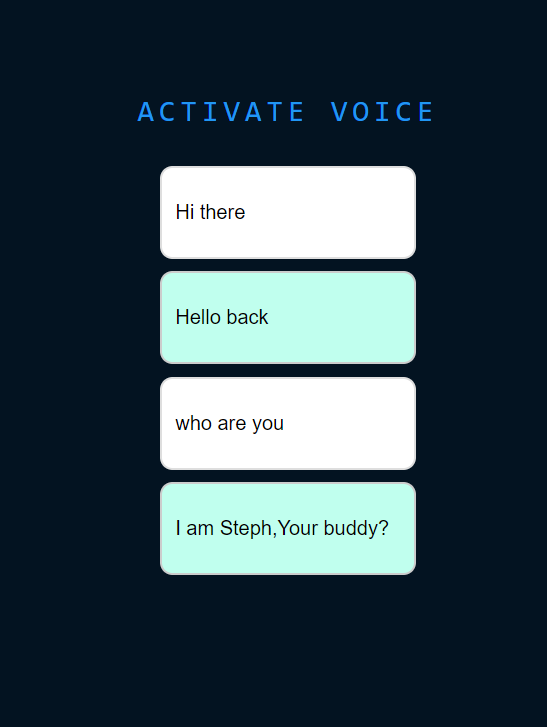 ACTIVATE VOICE
Hi there
Hello back
who are you
I am Steph,Your buddy?